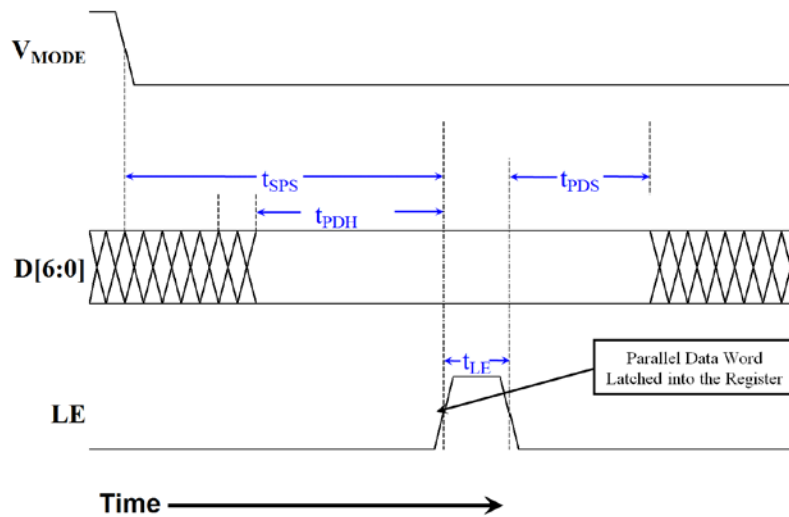 VMODE
tSPS
tPDS
tPDH
D[6:0]
tLE
Parallel Data Word
Latched into the Register
LE
Time